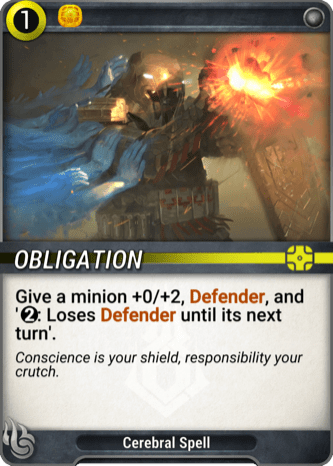 1
OBLIGATION
Give a minion +0/+2, Defender, and
'2: Loses Defender until its next
turn'.
Conscience is your shield, responsibility your
crutch.
Cerebral Spell